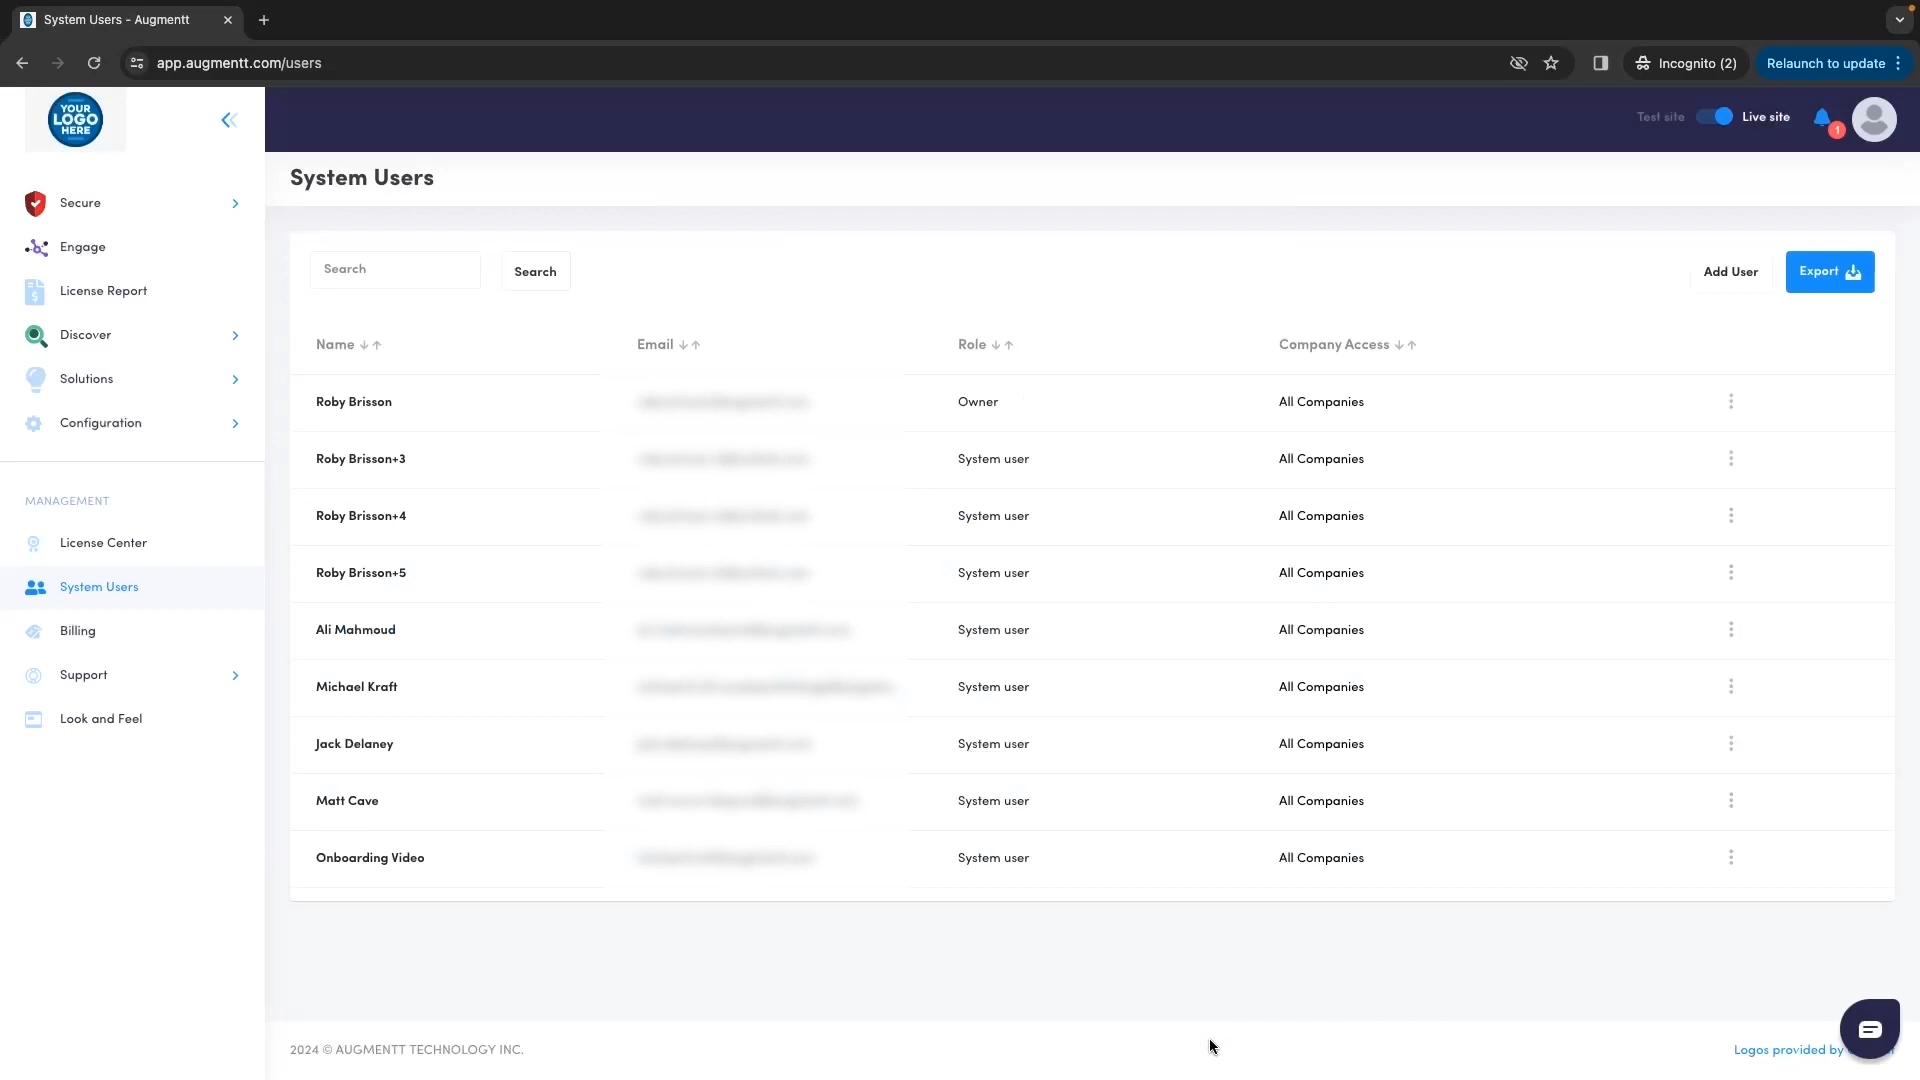 System Users - Augmentt
app.augmentt.com/users
Incognito (2)
Relaunch to update
YOUR
LOGO
HERE
Test site
Live site
1
System Users
Secure
Engage
License Report
Discover
Solutions
Configuration
MANAGEMENT
License Center
System Users
Billing
Support
Look and Feel
Search
Search
Add User
Export
Name Email Role Company Access
Roby Brisson Owner All Companies
Roby Brisson+3 System user All Companies
Roby Brisson+4 System user All Companies
Roby Brisson+5 System user All Companies
Ali Mahmoud System user All Companies
Michael Kraft System user All Companies
Jack Delaney System user All Companies
Matt Cave System user All Companies
Onboarding Video System user All Companies
2024 © AUGMENTT TECHNOLOGY INC.
Logos provided by